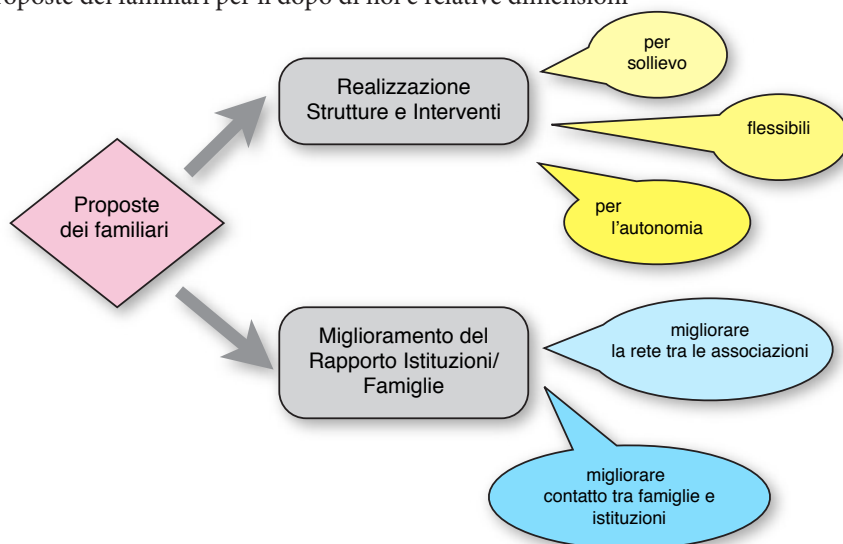 roposte dei familiari per il dopo di noi e relative dimensioni
per
sollievo
Realizzazione
Strutture e Interventi
flessibili
Proposte
dei familiari
per
l'autonomia
Miglioramento del
Rapporto Istituzioni/
Famiglie
migliorare
la rete tra le associazioni
migliorare
contatto tra famiglie e
istituzioni